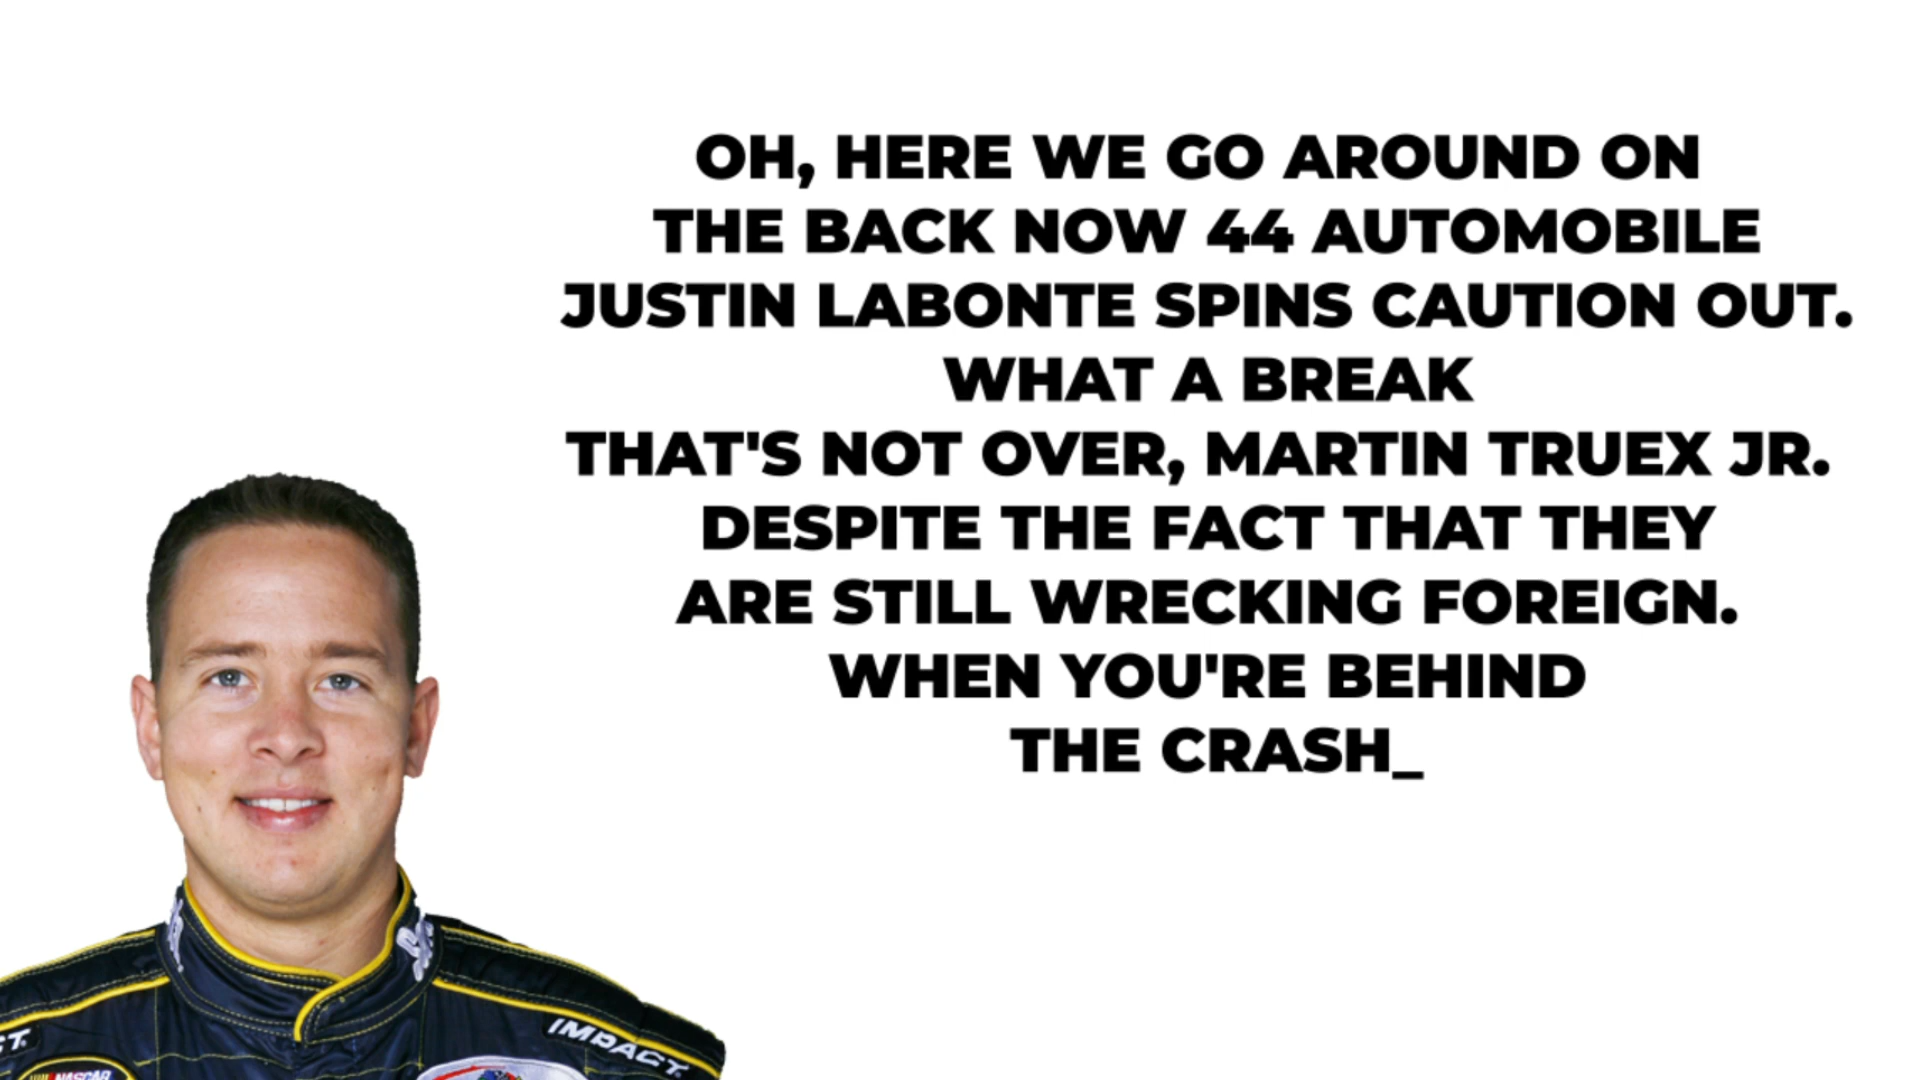 OH, HERE WE GO AROUND ON
THE BACK NOW 44 AUTOMOBILE
JUSTIN LABONTE SPINS CAUTION OUT.
WHAT A BREAK
THAT'S NOT OVER, MARTIN TRUEX JR.
DESPITE THE FACT THAT THEY
ARE STILL WRECKING FOREIGN.
WHEN YOU'RE BEHIND
THE CRASH_
IMPACT.
NASCAR